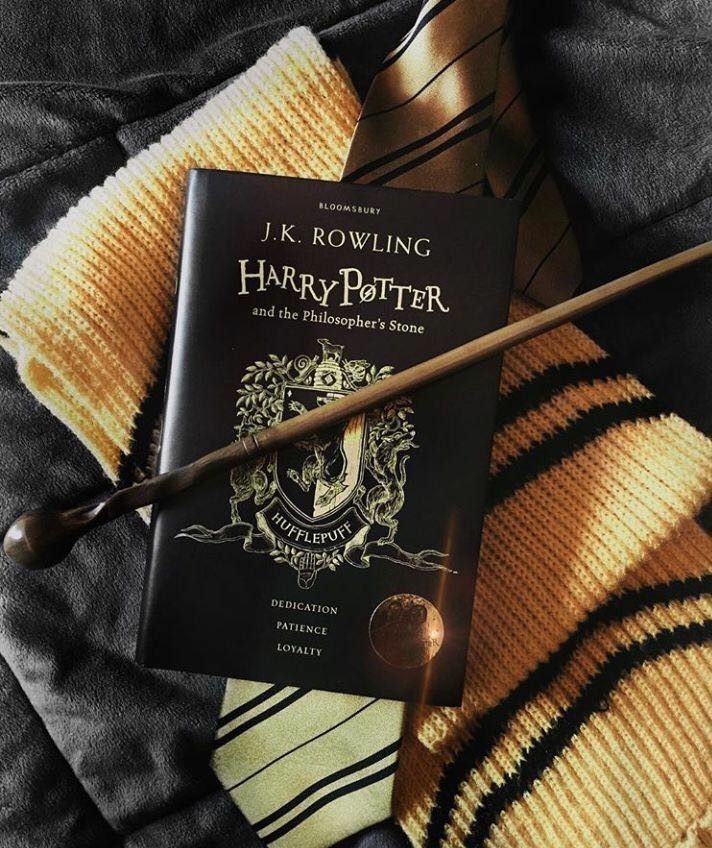 BLOOMSBURY
J.K. ROWLING
HARRY POTTER
and the Philosopher's Stone
HUFFLEPUFF
DEDICATION
PATIENCE
LOYALTY